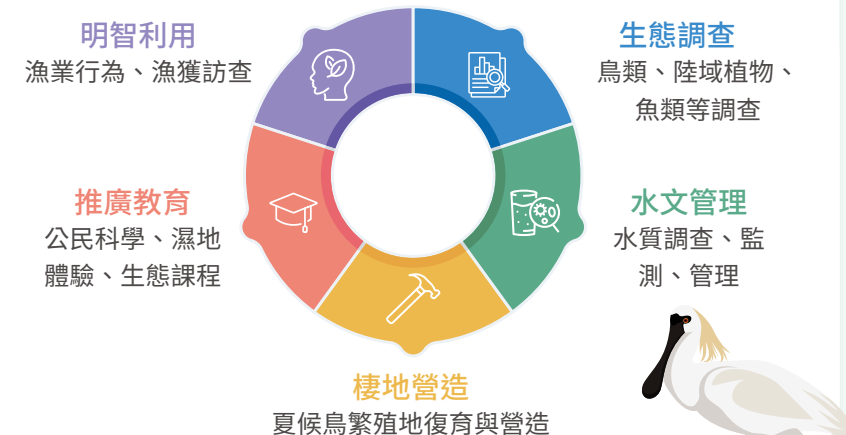 明智利用
漁業行為、漁獲訪查
生態調查
鳥類、陸域植物、
魚類等調查
推廣教育
公民科學、濕地
體驗、生態課程
水文管理
水質調查、監
測、管理
棲地營造
夏候鳥繁殖地復育與營造